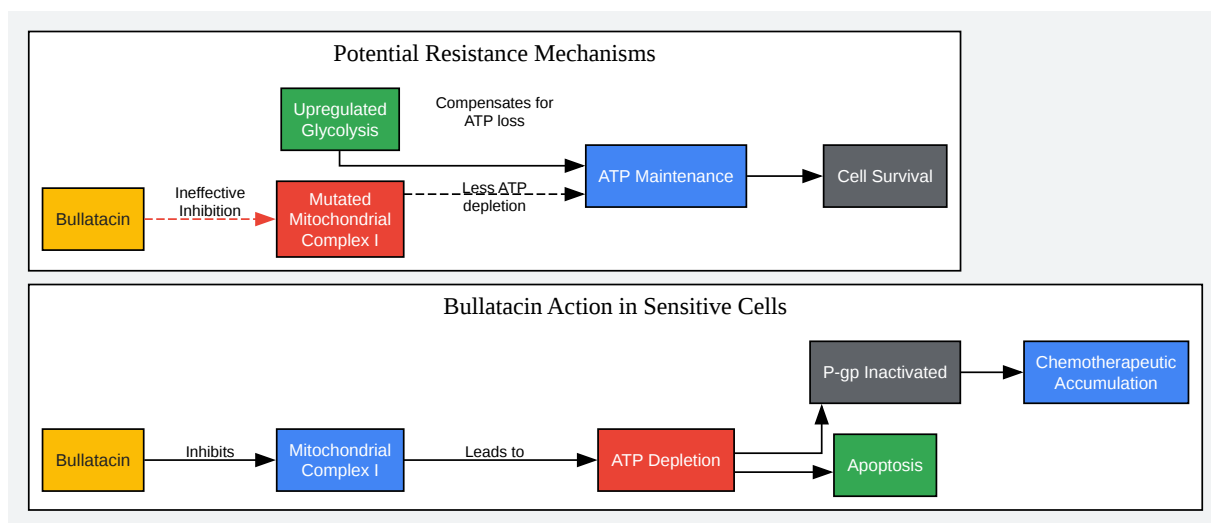 Potential Resistance Mechanisms
Upregulated
Glycolysis
Compensates for
ATP loss
ATP Maintenance
Cell Survival
Bullatacin
Ineffective
Inhibition
Mutated
Mitochondrial
Complex I
Less ATP
depletion
Bullatacin Action in Sensitive Cells
P-gp Inactivated
Chemotherapeutic
Accumulation
Bullatacin
Inhibits
Mitochondrial
Complex I
Leads to
ATP Depletion
Apoptosis